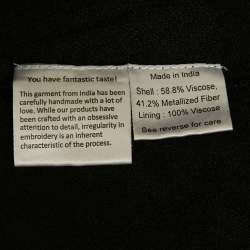 You have fantastic taste!
This garment from India has been
carefully handmade with a lot of
love. While our products have
been crafted with an obsessive
attention to detail, irregularity in
embroidery is an inherent
characteristic of the process.
Made in India
Shell : 58.8% Viscose,
41.2% Metallized Fiber
Lining : 100% Viscose
See reverse for care